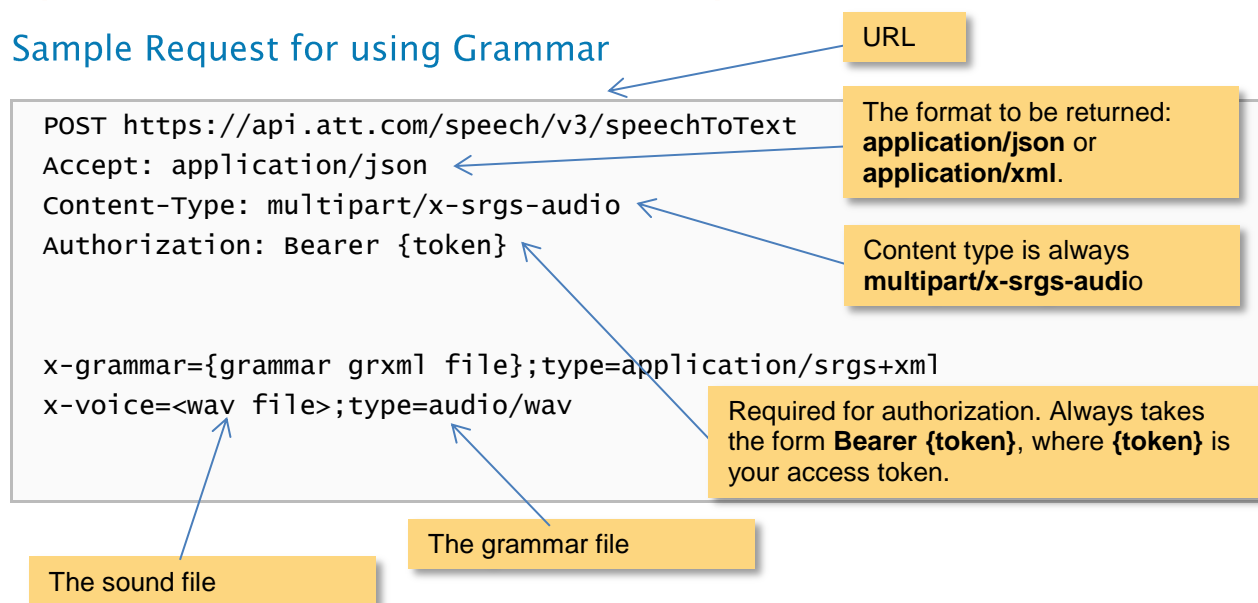 Sample Request for using Grammar
URL
POST https://api.att.com/speech/v3/speechToText
Accept: application/json
Content-Type: multipart/x-srgs-audio
Authorization: Bearer {token}
The format to be returned:
application/json or
application/xml.
Content type is always
multipart/x-srgs-audio
x-grammar={grammar grxml file};type=application/srgs+xml
x-voice=<wav file>;type=audio/wav
Required for authorization. Always takes
the form Bearer {token}, where {token} is
your access token.
The grammar file
The sound file